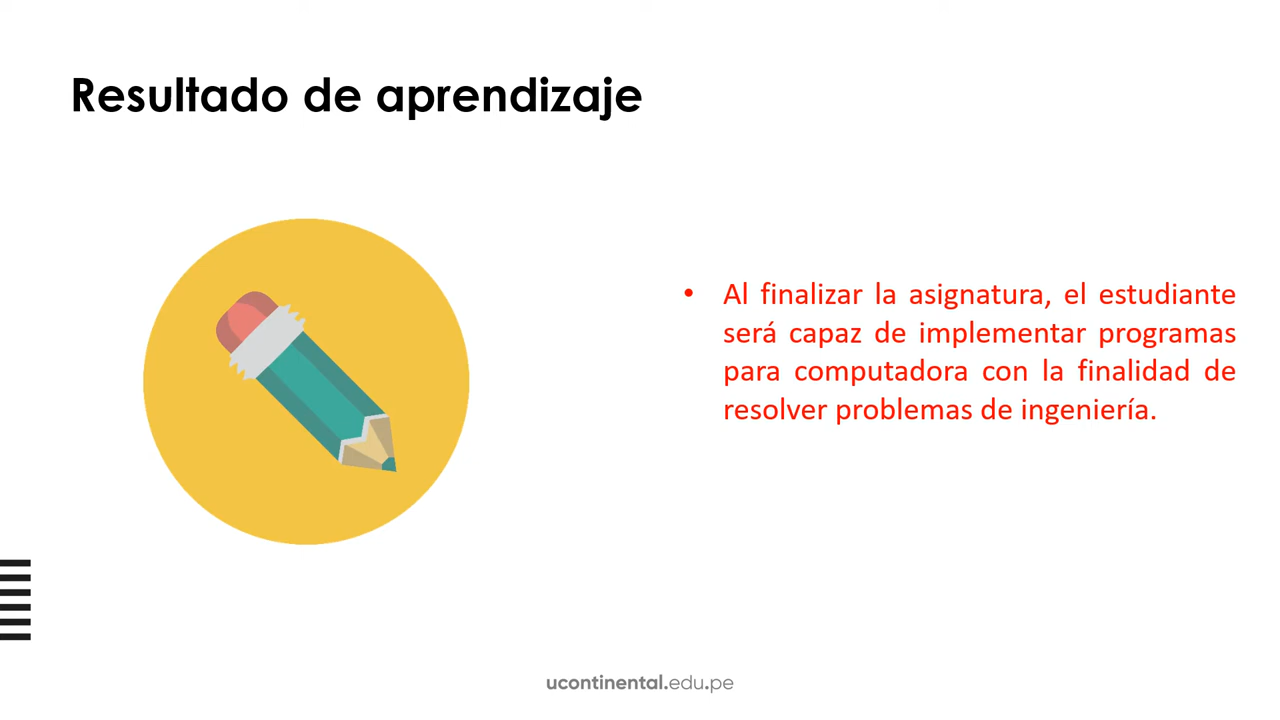 Resultado de aprendizaje
• Al finalizar la asignatura, el estudiante
será capaz de implementar programas
para computadora con la finalidad de
resolver problemas de ingeniería.
ucontinental.edu.pe